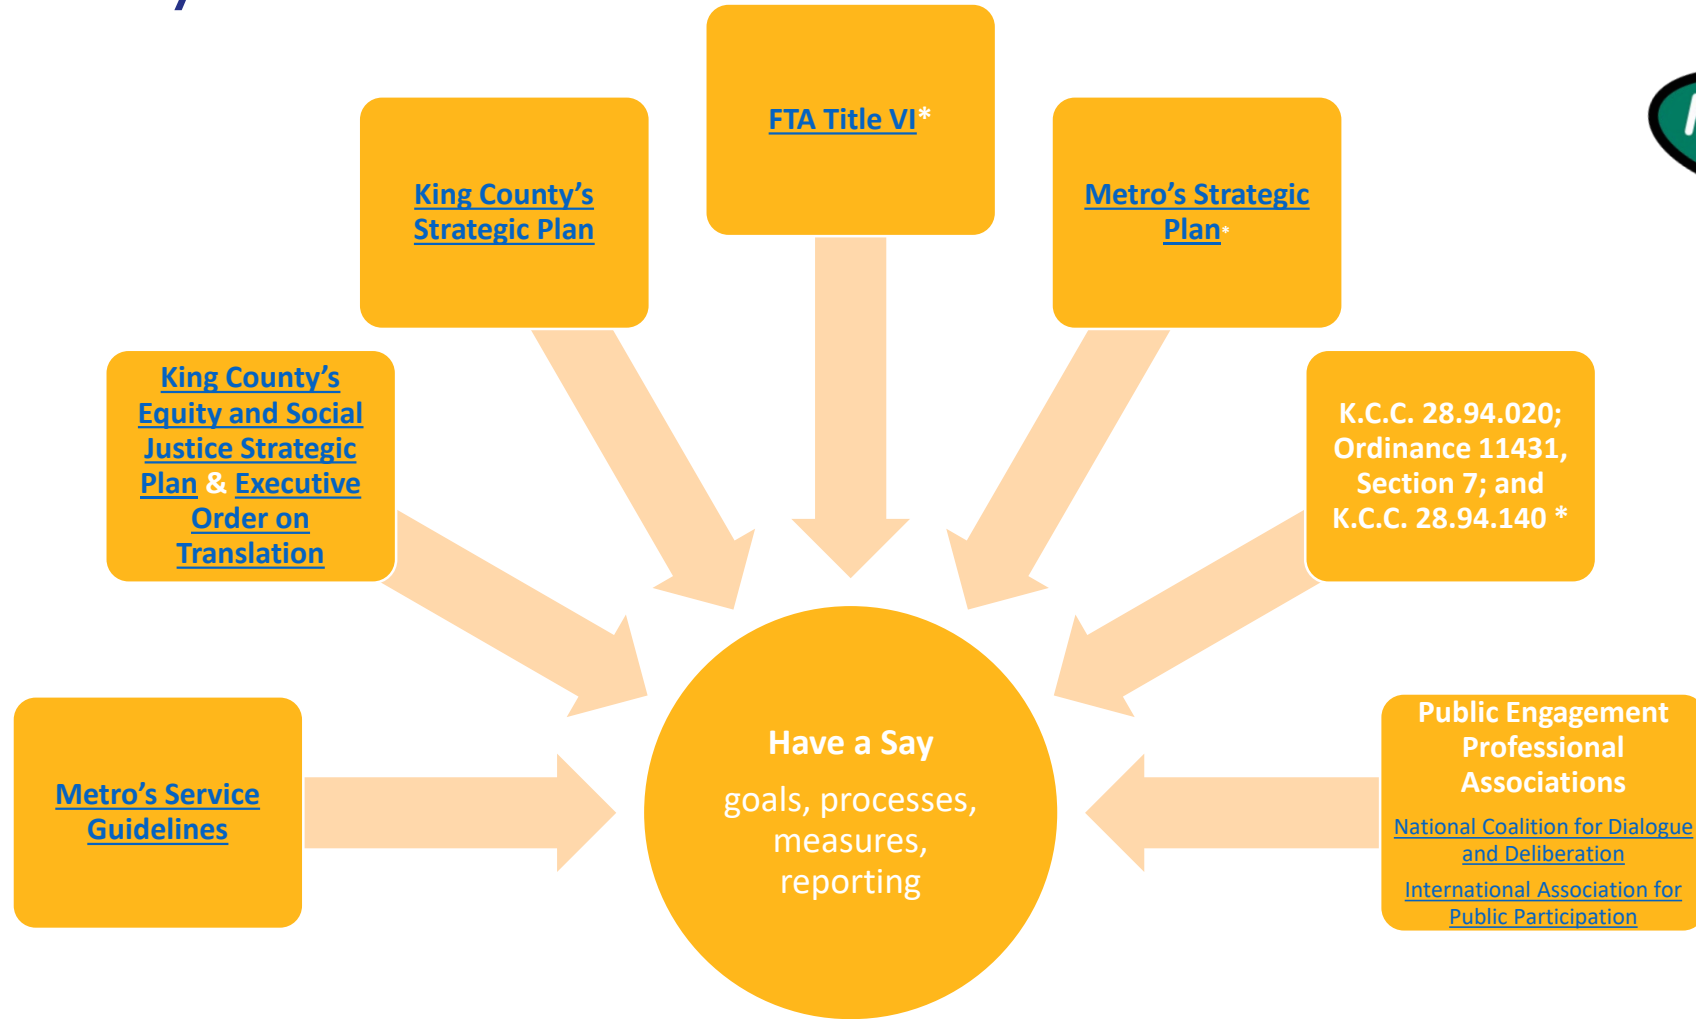 FTA Title VI*
King County’s
Strategic Plan
Metro’s Strategic
Plan*
King County’s
Equity and Social
Justice Strategic
Plan & Executive
Order on
Translation
K.C.C. 28.94.020;
Ordinance 11431,
Section 7; and
K.C.C. 28.94.140 *
Metro’s Service
Guidelines
Have a Say
goals, processes,
measures,
reporting
Public Engagement
Professional
Associations
National Coalition for Dialogue
and Deliberation
International Association for
Public Participation